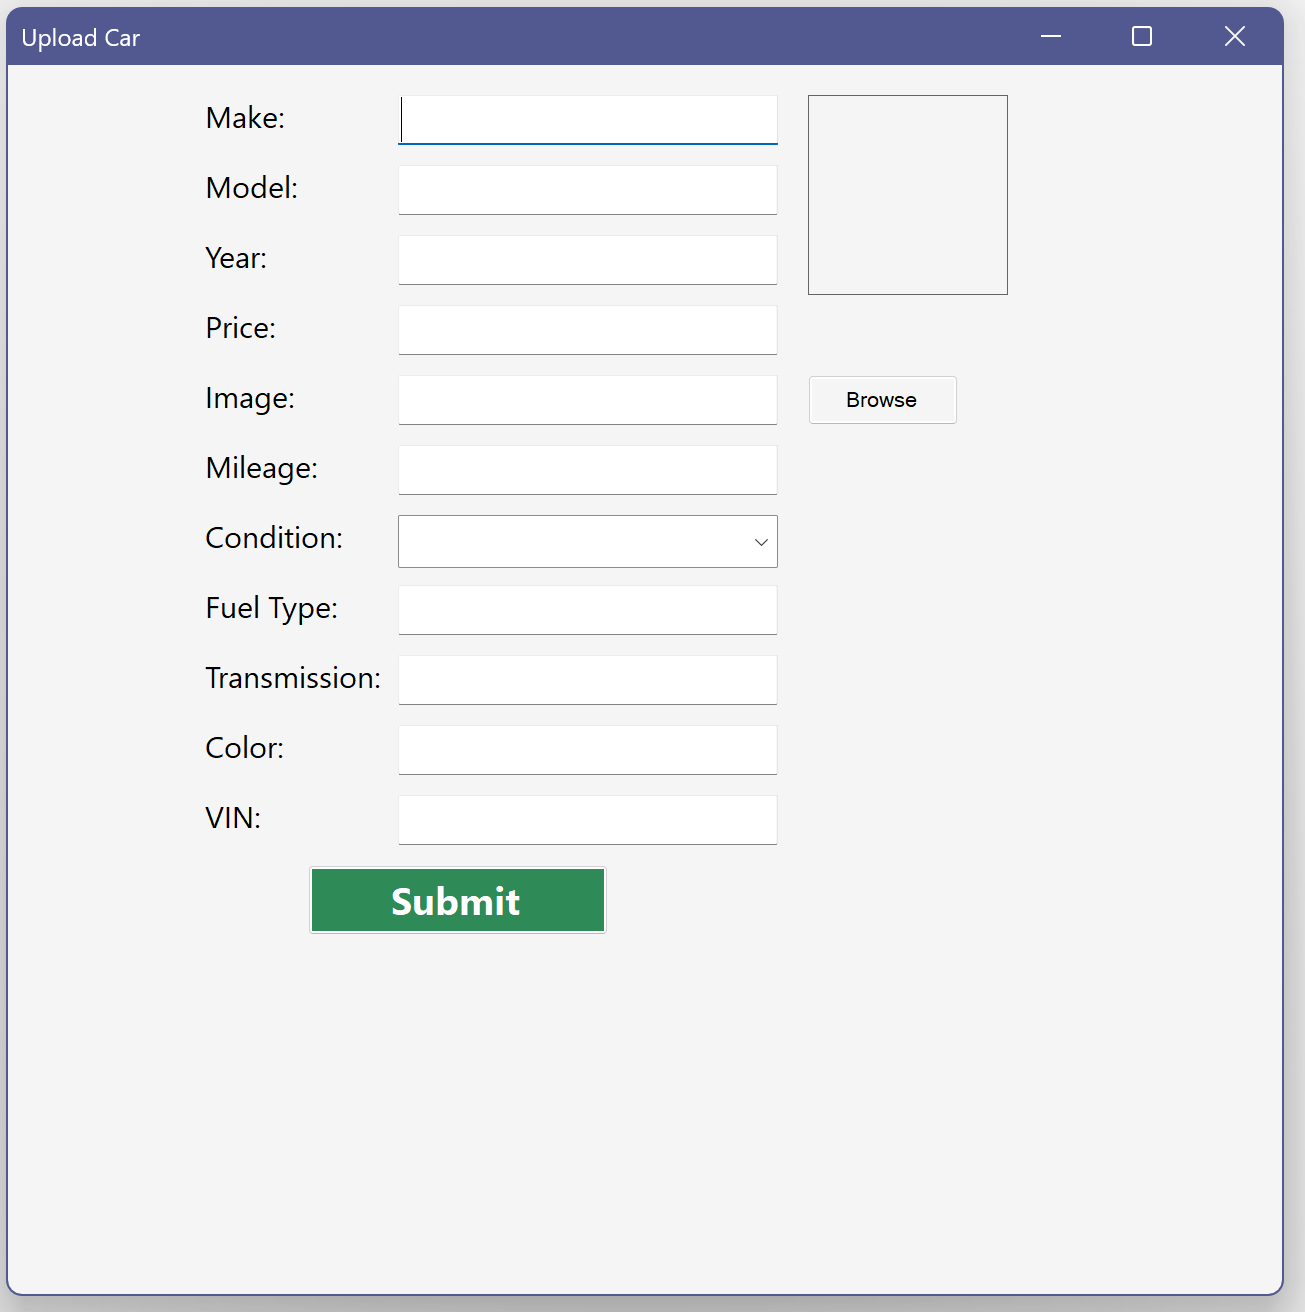 Upload Car
Make:
Model:
Year:
Price:
Image:
Browse
Mileage:
Condition:
Fuel Type:
Transmission:
Color:
VIN:
Submit